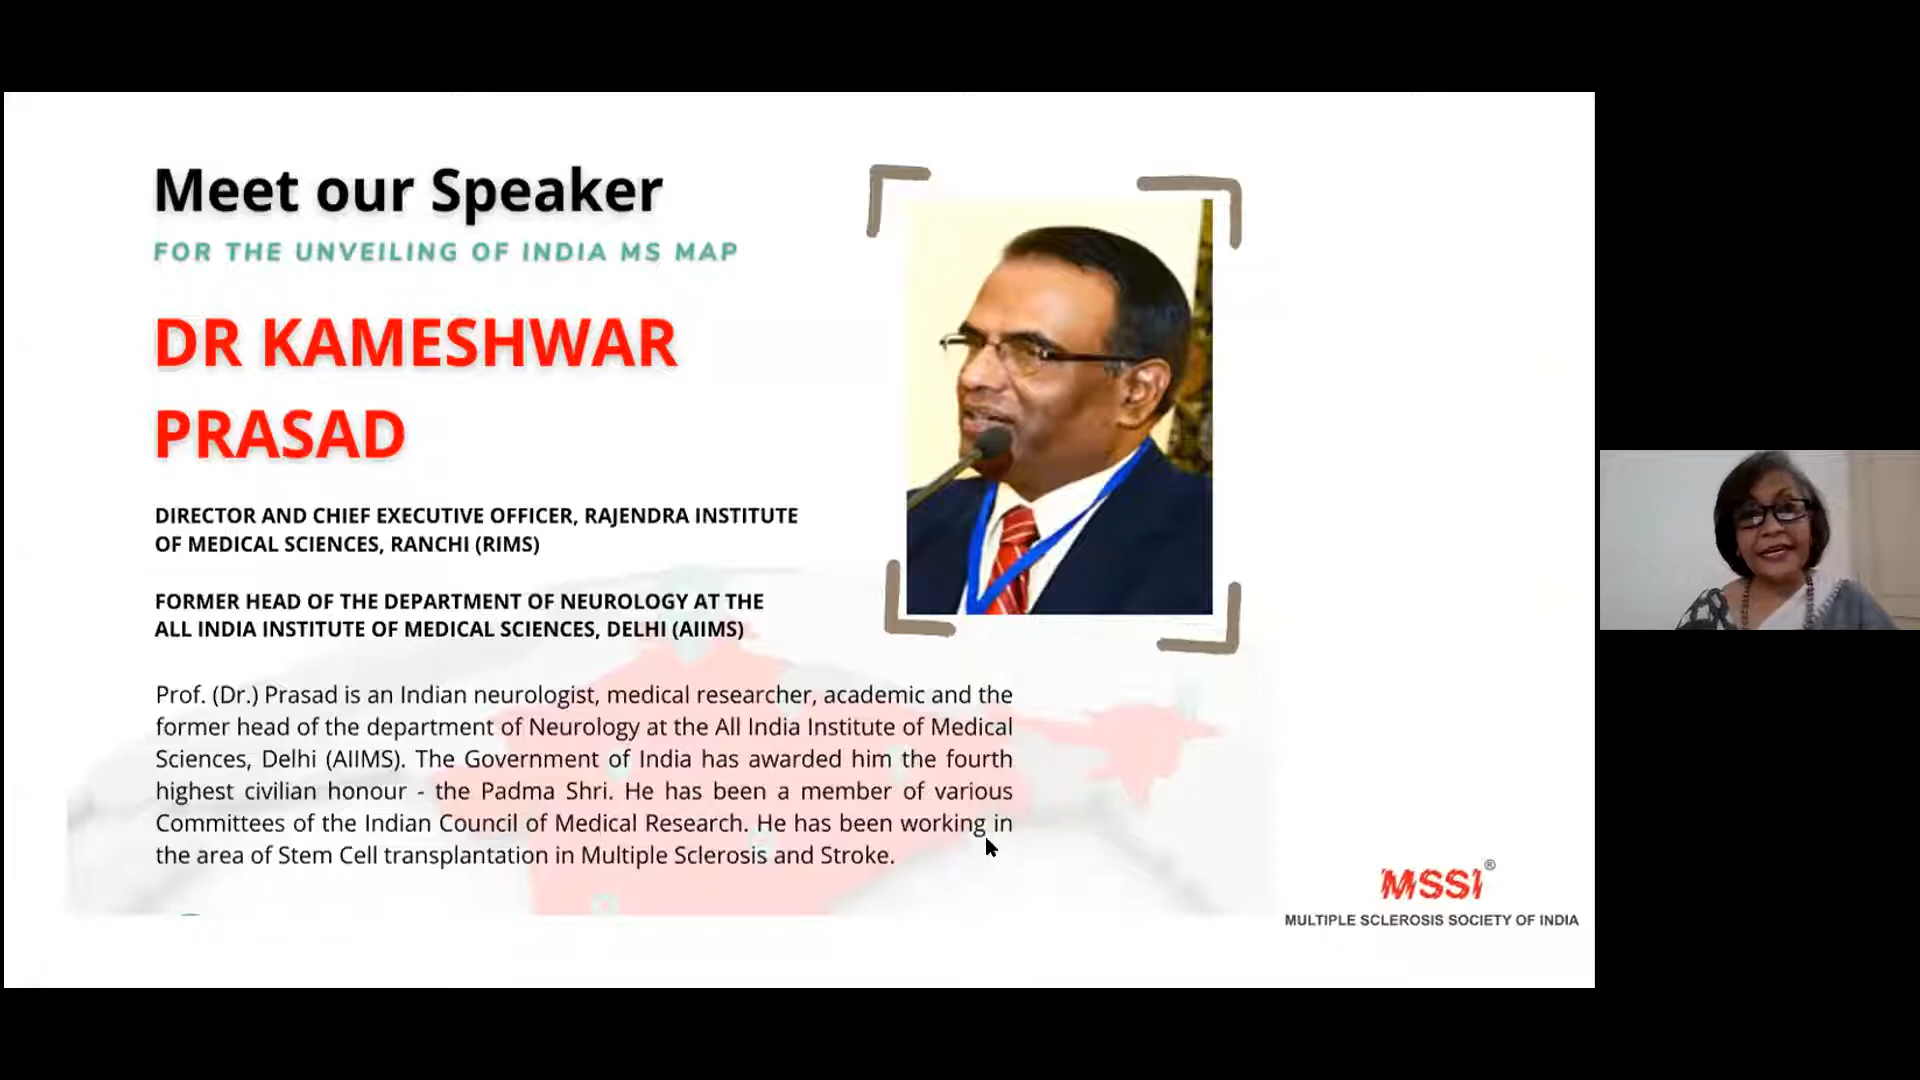 Meet our Speaker
FOR THE UNVEILING OF INDIA MS MAP
DR KAMESHWAR
PRASAD
DIRECTOR AND CHIEF EXECUTIVE OFFICER, RAJENDRA INSTITUTE
OF MEDICAL SCIENCES, RANCHI (RIMS)
FORMER HEAD OF THE DEPARTMENT OF NEUROLOGY AT THE
ALL INDIA INSTITUTE OF MEDICAL SCIENCES, DELHI (AIIMS)
Prof. (Dr.) Prasad is an Indian neurologist, medical researcher, academic and the
former head of the department of Neurology at the All India Institute of Medical
Sciences, Delhi (AIIMS). The Government of India has awarded him the fourth
highest civilian honour - the Padma Shri. He has been a member of various
Committees of the Indian Council of Medical Research. He has been working in
the area of Stem Cell transplantation in Multiple Sclerosis and Stroke.
MSSI®
MULTIPLE SCLEROSIS SOCIETY OF INDIA